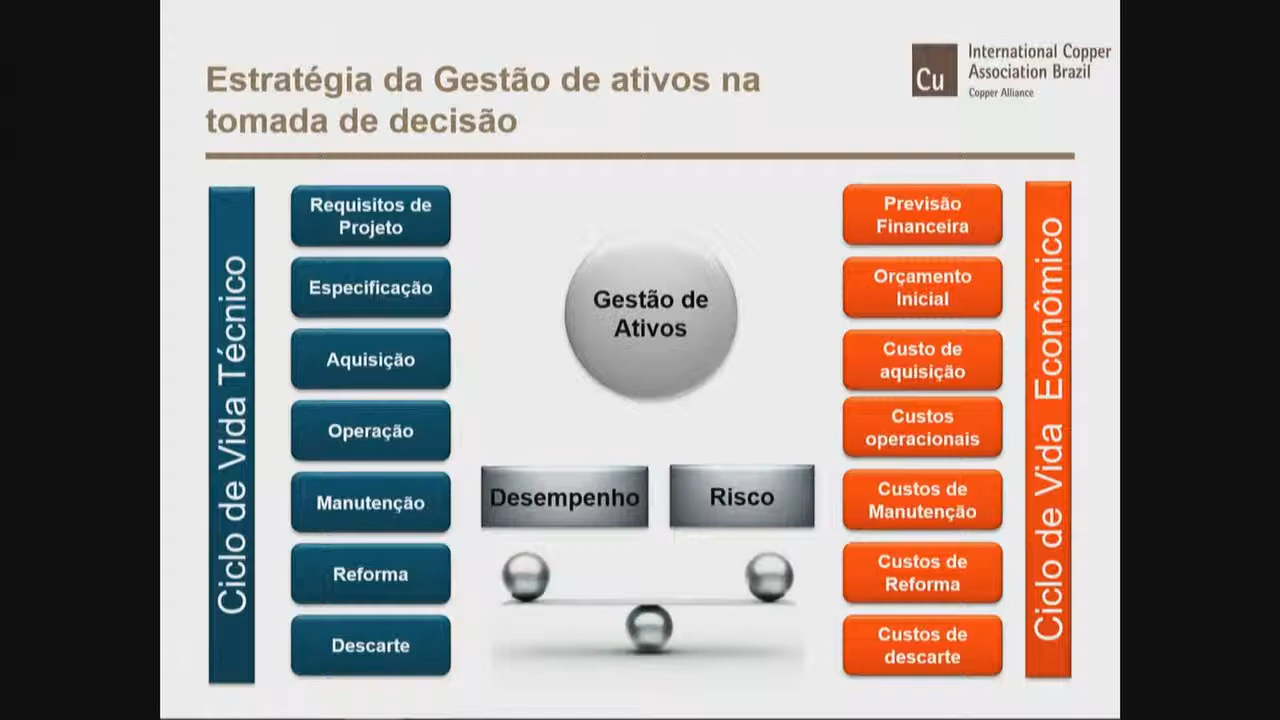 Estratégia da Gestão de ativos na
tomada de decisão
Cu
International Copper
Association Brazil
Copper Alliance
Ciclo de Vida Técnico
Requisitos de
Projeto
Especificação
Aquisição
Operação
Manutenção
Reforma
Descarte
Gestão de
Ativos
Desempenho
Risco
Previsão
Financeira
Orçamento
Inicial
Custo de
aquisição
Custos
operacionais
Custos de
Manutenção
Custos de
Reforma
Custos de
descarte
Ciclo de Vida Econômico